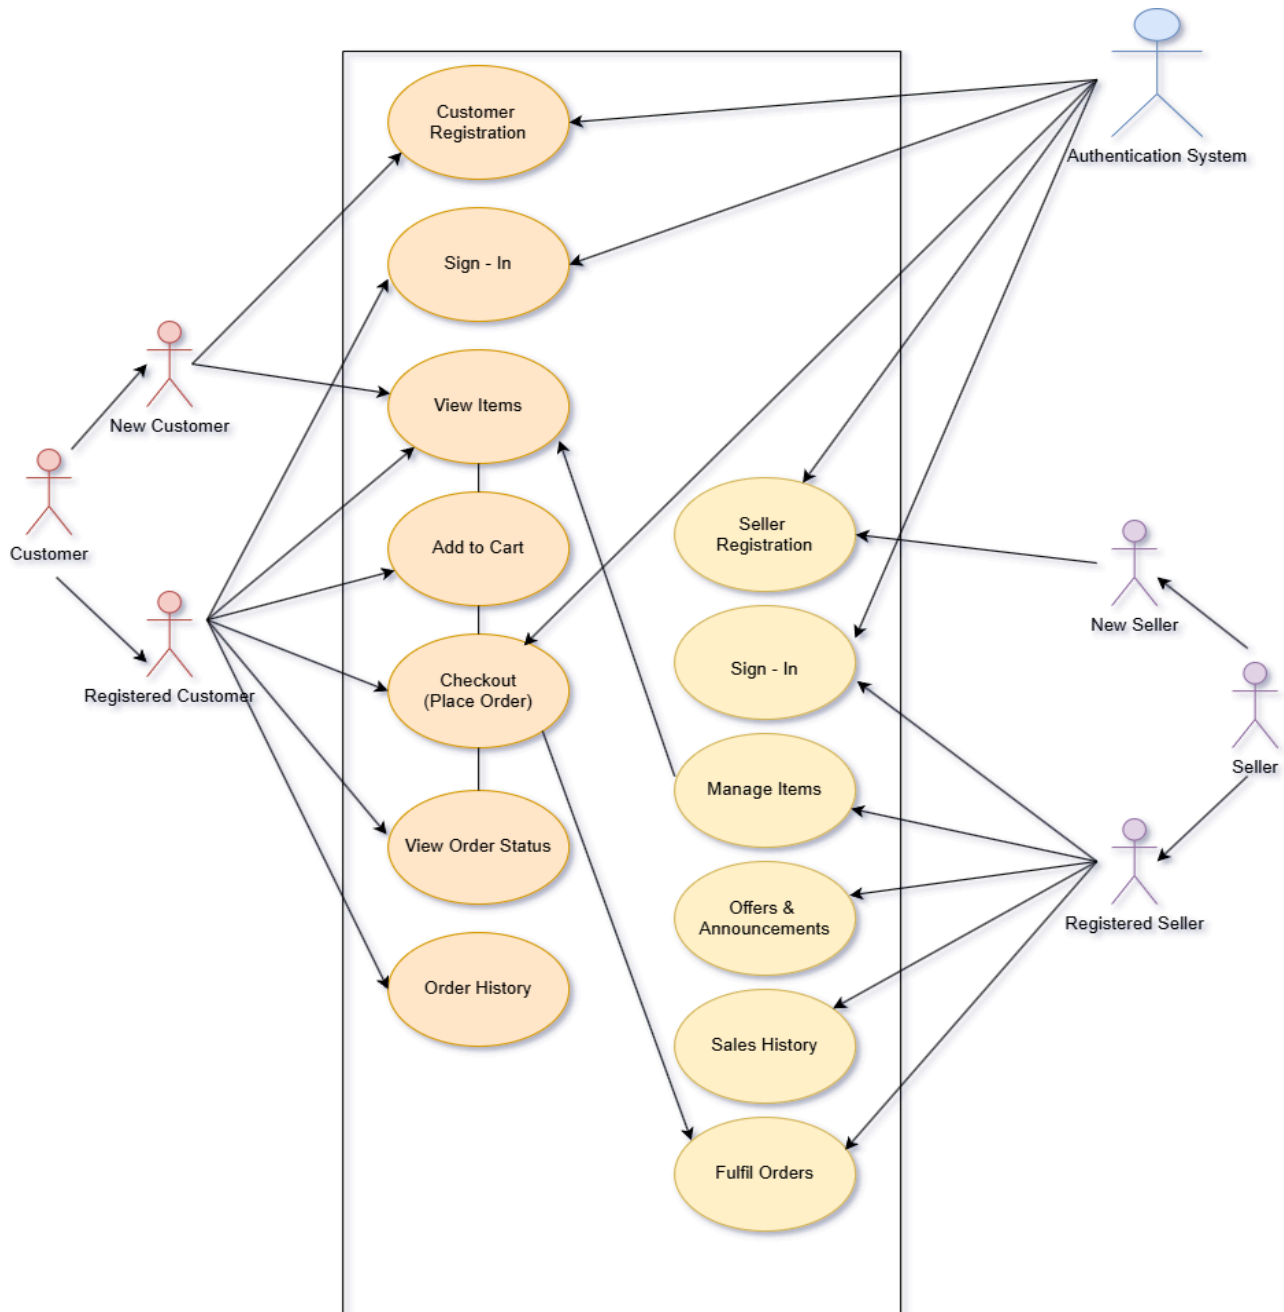 Customer
Registration
Authentication System
Sign - In
View Items
New Customer
Add to Cart
Customer
Seller
Registration
New Seller
Checkout
(Place Order)
Registered Customer
Sign - In
Seller
Manage Items
View Order Status
Offers &
Announcements
Registered Seller
Order History
Sales History
Fulfil Orders